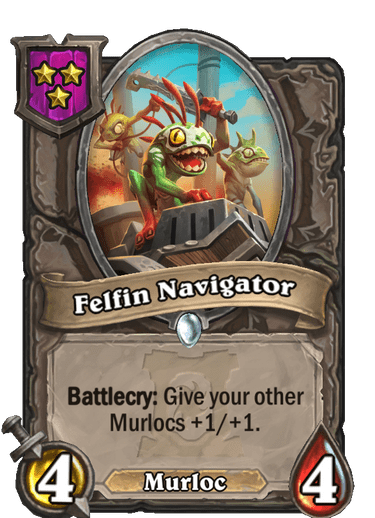 Felfin Navigator
Battlecry: Give your other
Murlocs +1/+1.
4
Murloc
4